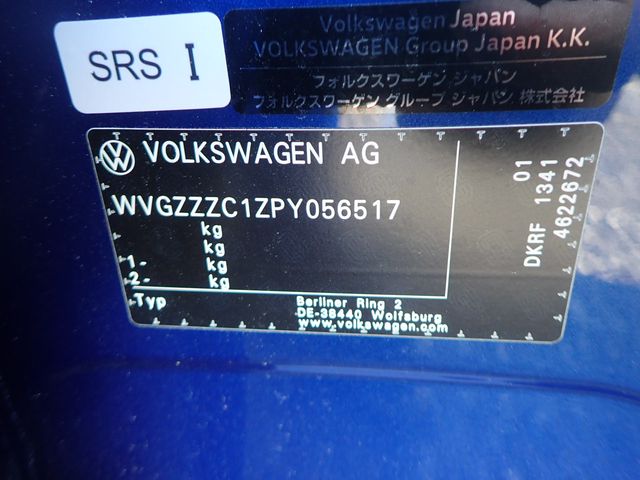 SRS I
Volkswagen Japan
VOLKSWAGEN Group Japan K.K.
フォルクスワーゲン ジャパン
フォルクスワーゲン グループ ジャパン 株式会社
VOLKSWAGEN AG
WVGZZZC1ZPY056517
kg
kg
1- kg
2- kg
Typ
Berliner Ring 2
DE-38440 Wolfsburg
www.volkswagen.com
01
DKRF 1341
4622672